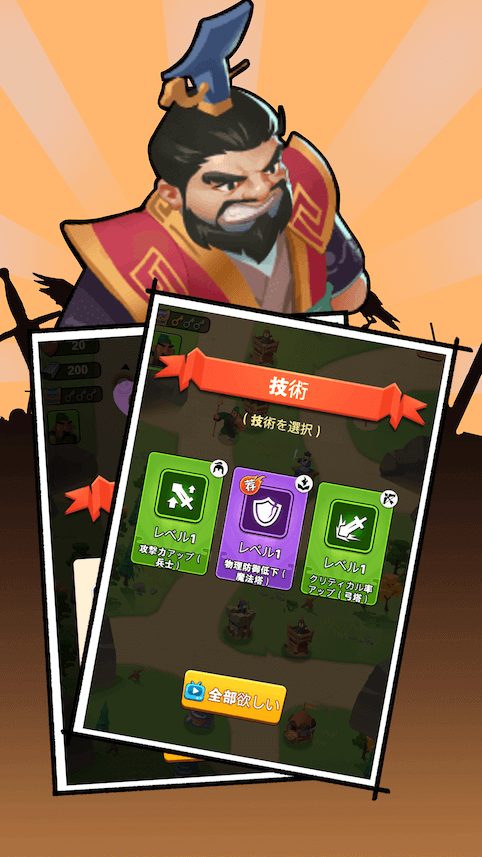 20
200
技術
( 技術を選択 )
荐
レベル1
攻撃力アップ (
兵士 )
レベル1
物理防御低下 (
魔法塔 )
レベル1
クリティカル率
アップ ( 弓塔 )
全部欲しい